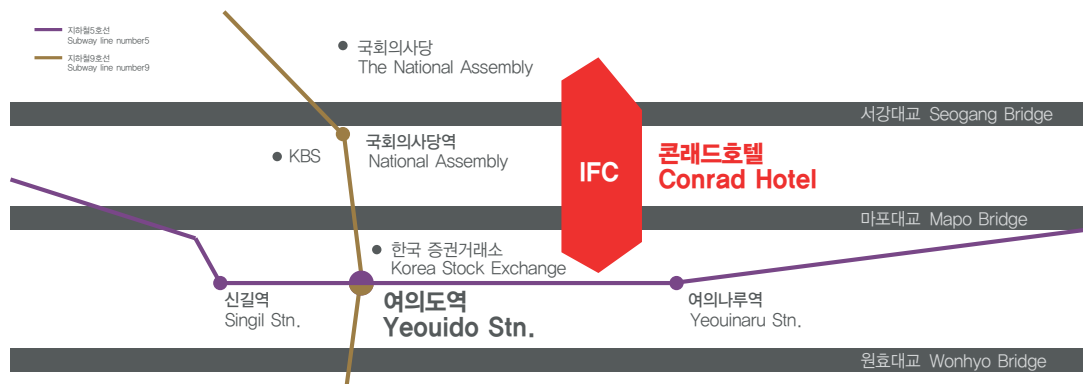 지하철5호선
Subway line number5
지하철9호선
Subway line number9
국회의사당
The National Assembly
서강대교 Seogang Bridge
국회의사당역
National Assembly
KBS
IFC
콘래드호텔
Conrad Hotel
마포대교 Mapo Bridge
한국 증권거래소
Korea Stock Exchange
신길역
Singil Stn.
여의도역
Yeouido Stn.
여의나루역
Yeouinaru Stn.
원효대교 Wonhyo Bridge